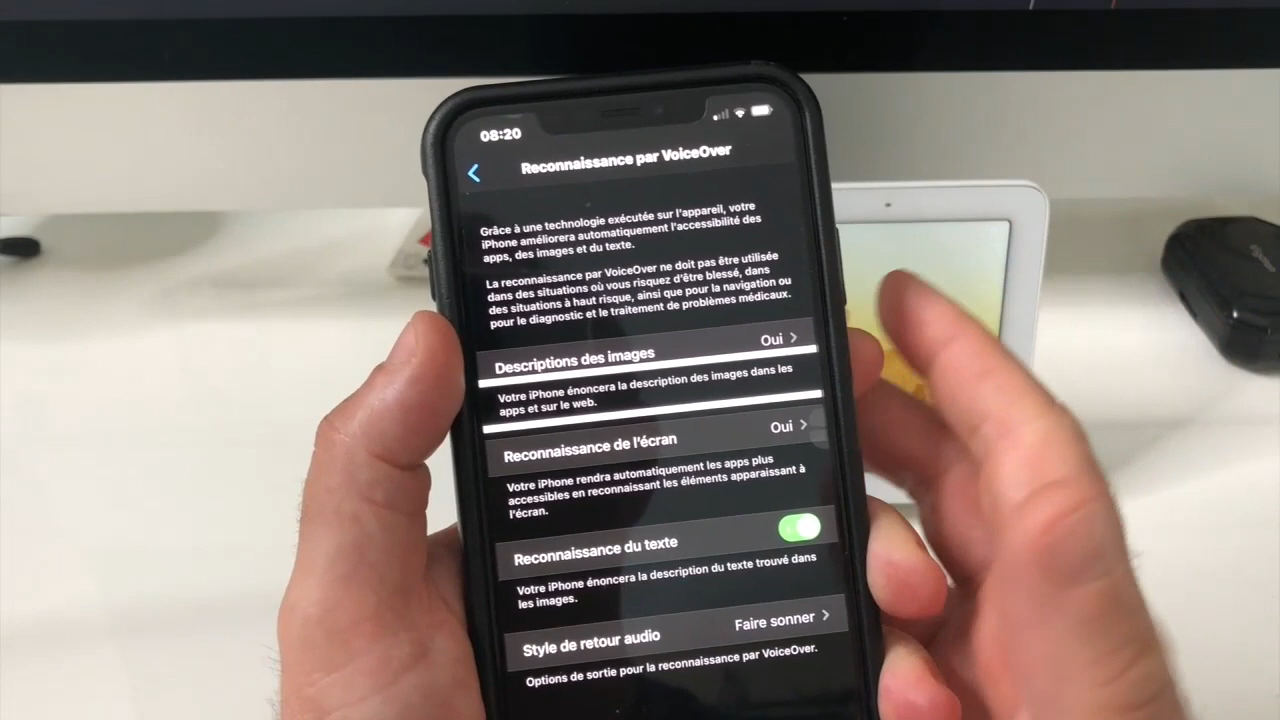 08:20
Reconnaissance par VoiceOver
Grâce à une technologie exécutée sur l'appareil, votre
iPhone améliorera automatiquement l'accessibilité des
apps, des images et du texte.
La reconnaissance par VoiceOver ne doit pas être utilisée
dans des situations où vous risquez d'être blessé, dans
des situations à haut risque, ainsi que pour la navigation ou
pour le diagnostic et le traitement de problèmes médicaux.
Descriptions des images Oui
Votre iPhone énoncera la description des images dans les
apps et sur le web.
Reconnaissance de l'écran Oui
Votre iPhone rendra automatiquement les apps plus
accessibles en reconnaissant les éléments apparaissant à
l'écran.
Reconnaissance du texte
Votre iPhone énoncera la description du texte trouvé dans
les images.
Style de retour audio Faire sonner
Options de sortie pour la reconnaissance par VoiceOver.